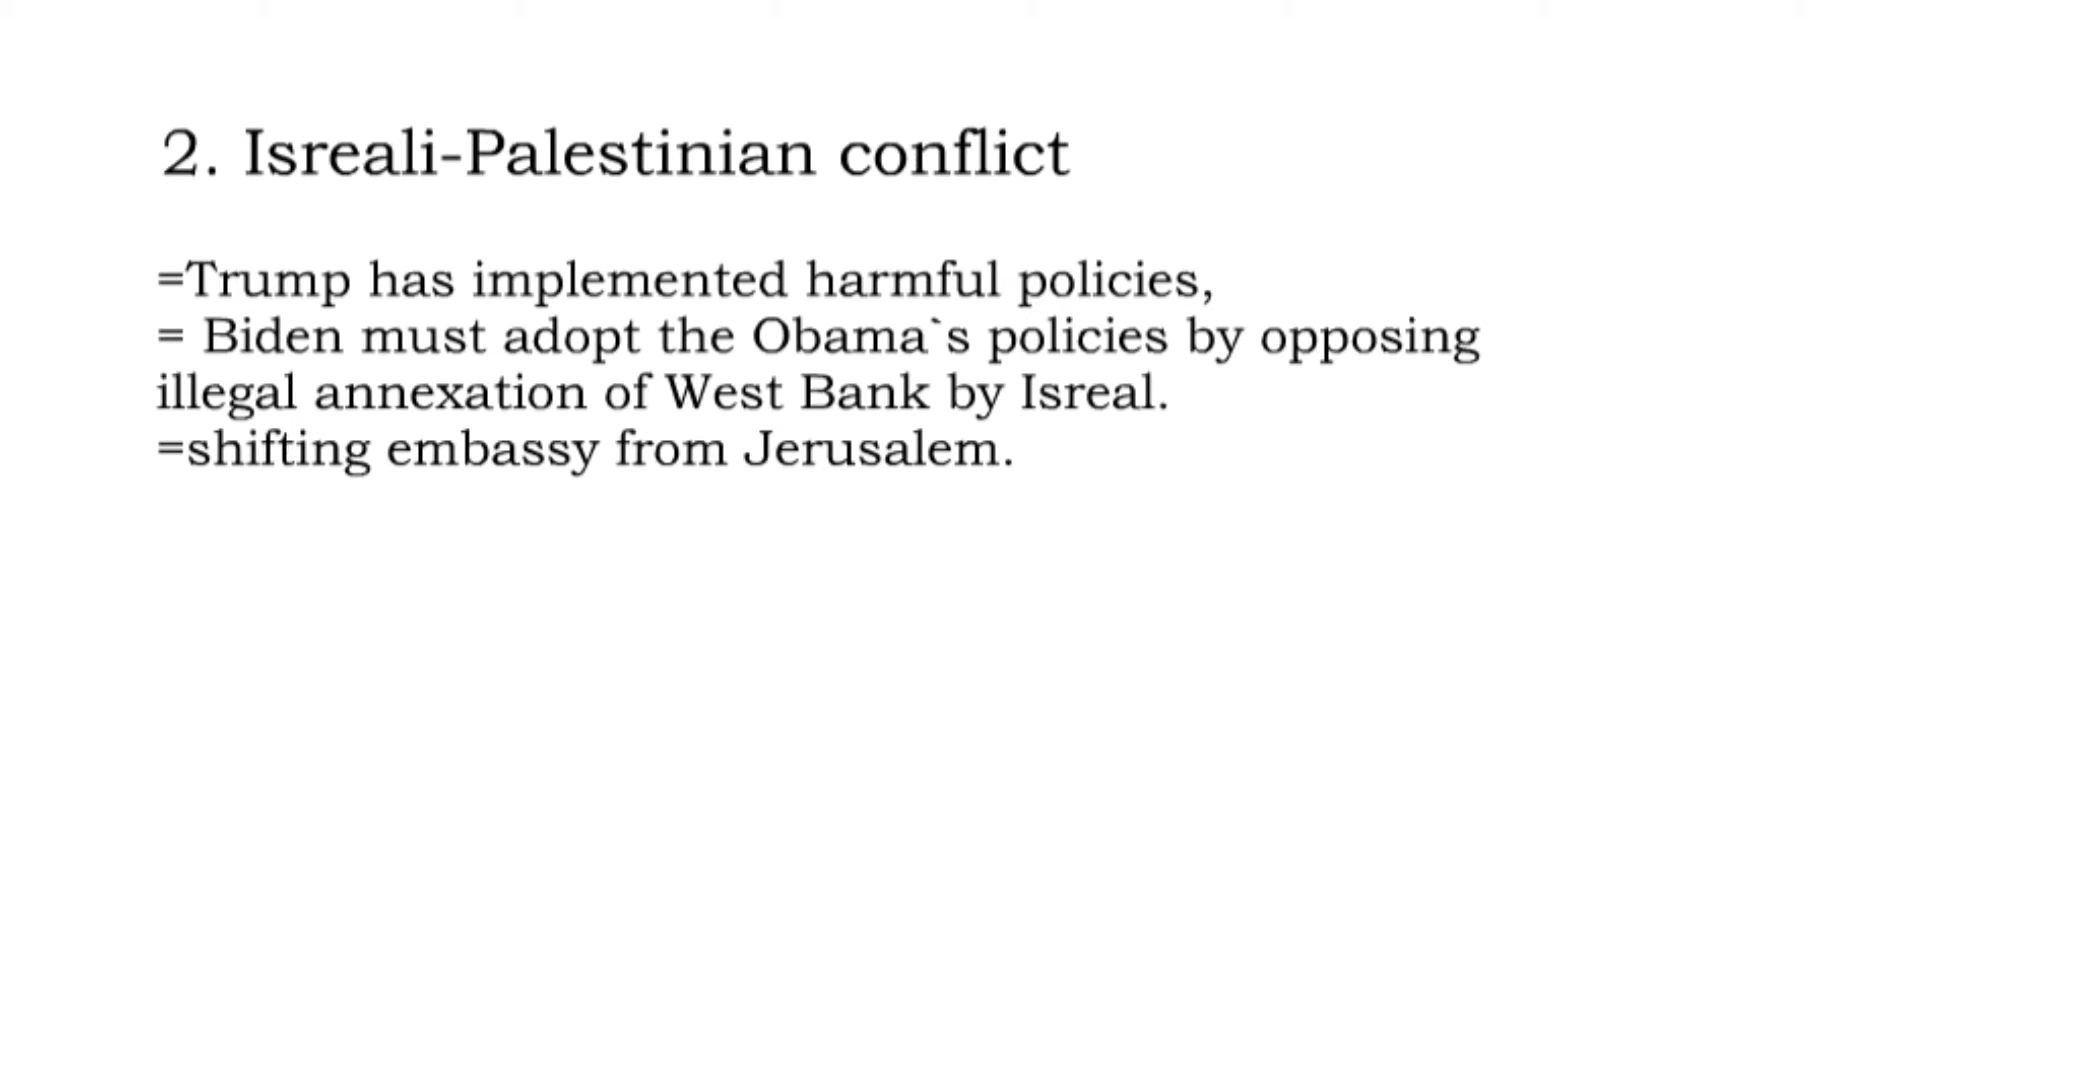 2. Isreali-Palestinian conflict
=Trump has implemented harmful policies,
= Biden must adopt the Obama`s policies by opposing
illegal annexation of West Bank by Isreal.
=shifting embassy from Jerusalem.